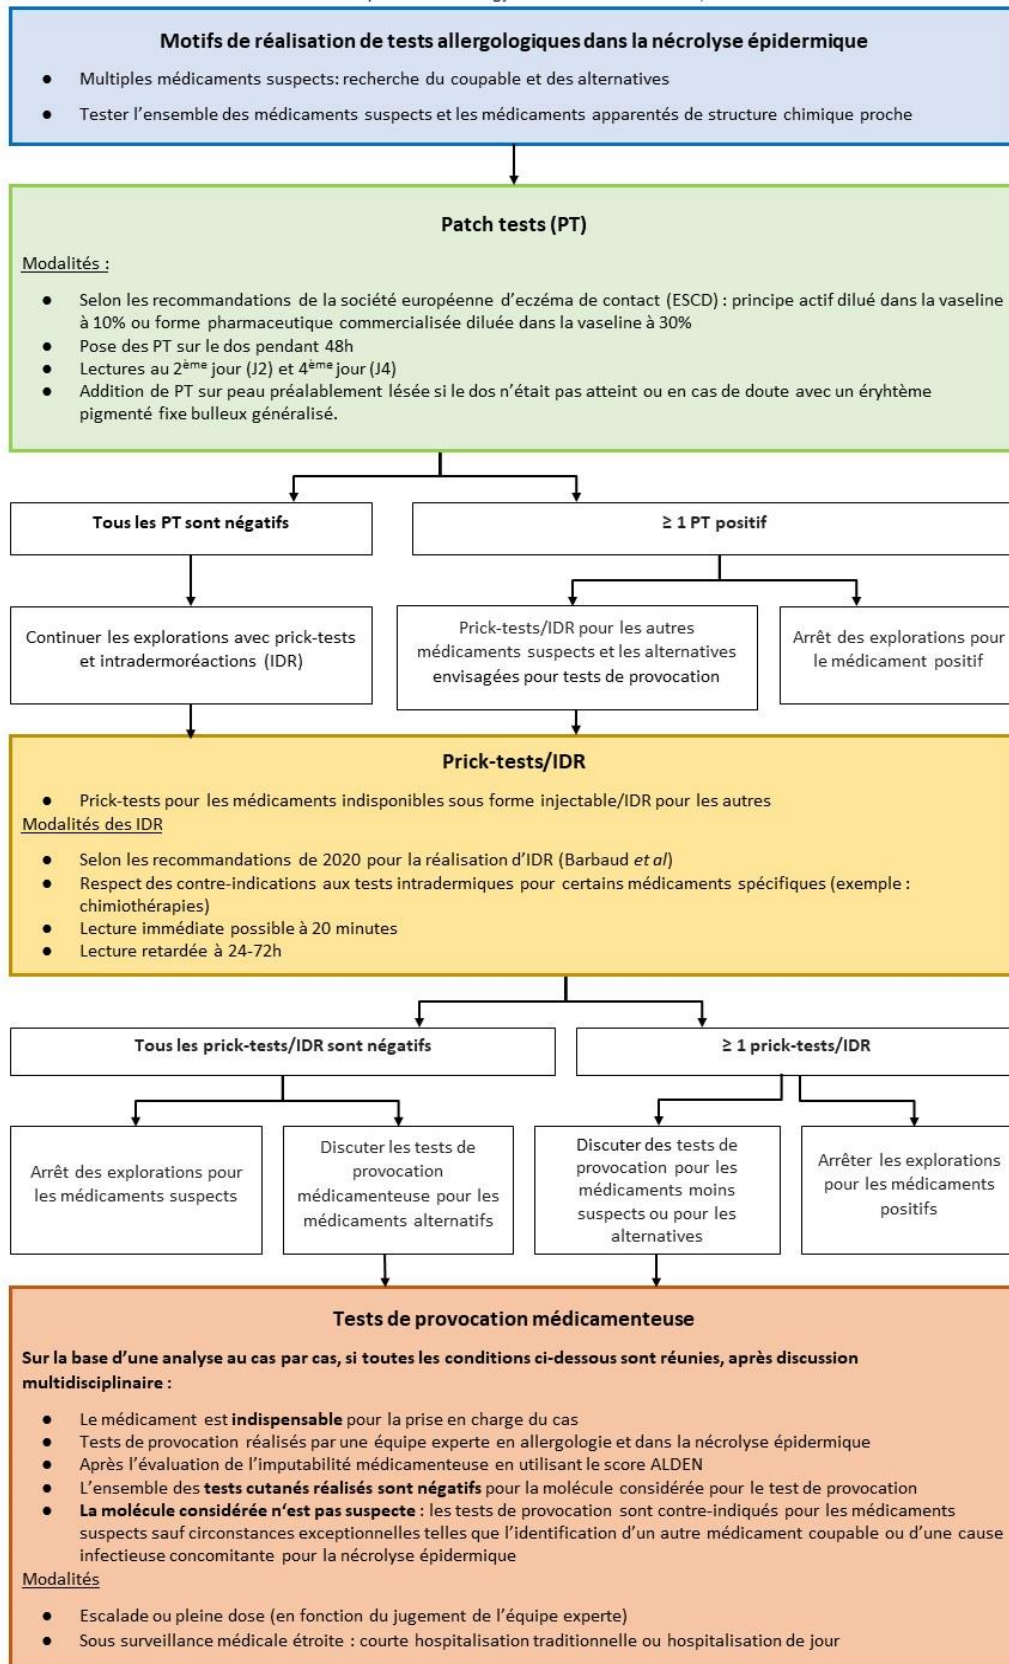 Motifs de réalisation de tests allergologiques dans la nécrolyse épidermique
● Multiples médicaments suspects: recherche du coupable et des alternatives
● Tester l'ensemble des médicaments suspects et les médicaments apparentés de structure chimique proche
Patch tests (PT)
Modalités :
● Selon les recommandations de la société européenne d'eczéma de contact (ESCD) : principe actif dilué dans la vaseline
à 10% ou forme pharmaceutique commercialisée diluée dans la vaseline à 30%
● Pose des PT sur le dos pendant 48h
● Lectures au 2ème jour (J2) et 4ème jour (J4)
● Addition de PT sur peau préalablement lésée si le dos n'était pas atteint ou en cas de doute avec un éryhtème
pigmenté fixe bulleux généralisé.
Tous les PT sont négatifs
≥ 1 PT positif
Continuer les explorations avec prick-tests
et intradermoréactions (IDR)
Prick-tests/IDR pour les autres
médicaments suspects et les alternatives
envisagées pour tests de provocation
Arrêt des explorations pour
le médicament positif
Prick-tests/IDR
● Prick-tests pour les médicaments indisponibles sous forme injectable/IDR pour les autres
Modalités des IDR
● Selon les recommandations de 2020 pour la réalisation d'IDR (Barbaud et al)
● Respect des contre-indications aux tests intradermiques pour certains médicaments spécifiques (exemple :
chimiothérapies)
● Lecture immédiate possible à 20 minutes
● Lecture retardée à 24-72h
Tous les prick-tests/IDR sont négatifs
≥ 1 prick-tests/IDR
Arrêt des explorations pour
les médicaments suspects
Discuter les tests de
provocation
médicamenteuse pour les
médicaments alternatifs
Discuter des tests de
provocation pour les
médicaments moins
suspects ou pour les
alternatives
Arrêter les explorations
pour les médicaments
positifs
Tests de provocation médicamenteuse
Sur la base d'une analyse au cas par cas, si toutes les conditions ci-dessous sont réunies, après discussion
multidisciplinaire :
● Le médicament est indispensable pour la prise en charge du cas
● Tests de provocation réalisés par une équipe experte en allergologie et dans la nécrolyse épidermique
● Après l'évaluation de l'imputabilité médicamenteuse en utilisant le score ALDEN
● L'ensemble des tests cutanés réalisés sont négatifs pour la molécule considérée pour le test de provocation
● La molécule considérée n'est pas suspecte : les tests de provocation sont contre-indiqués pour les médicaments
suspects sauf circonstances exceptionnelles telles que l'identification d'un autre médicament coupable ou d'une cause
infectieuse concomitante pour la nécrolyse épidermique
Modalités
● Escalade ou pleine dose (en fonction du jugement de l'équipe experte)
● Sous surveillance médicale étroite : courte hospitalisation traditionnelle ou hospitalisation de jour